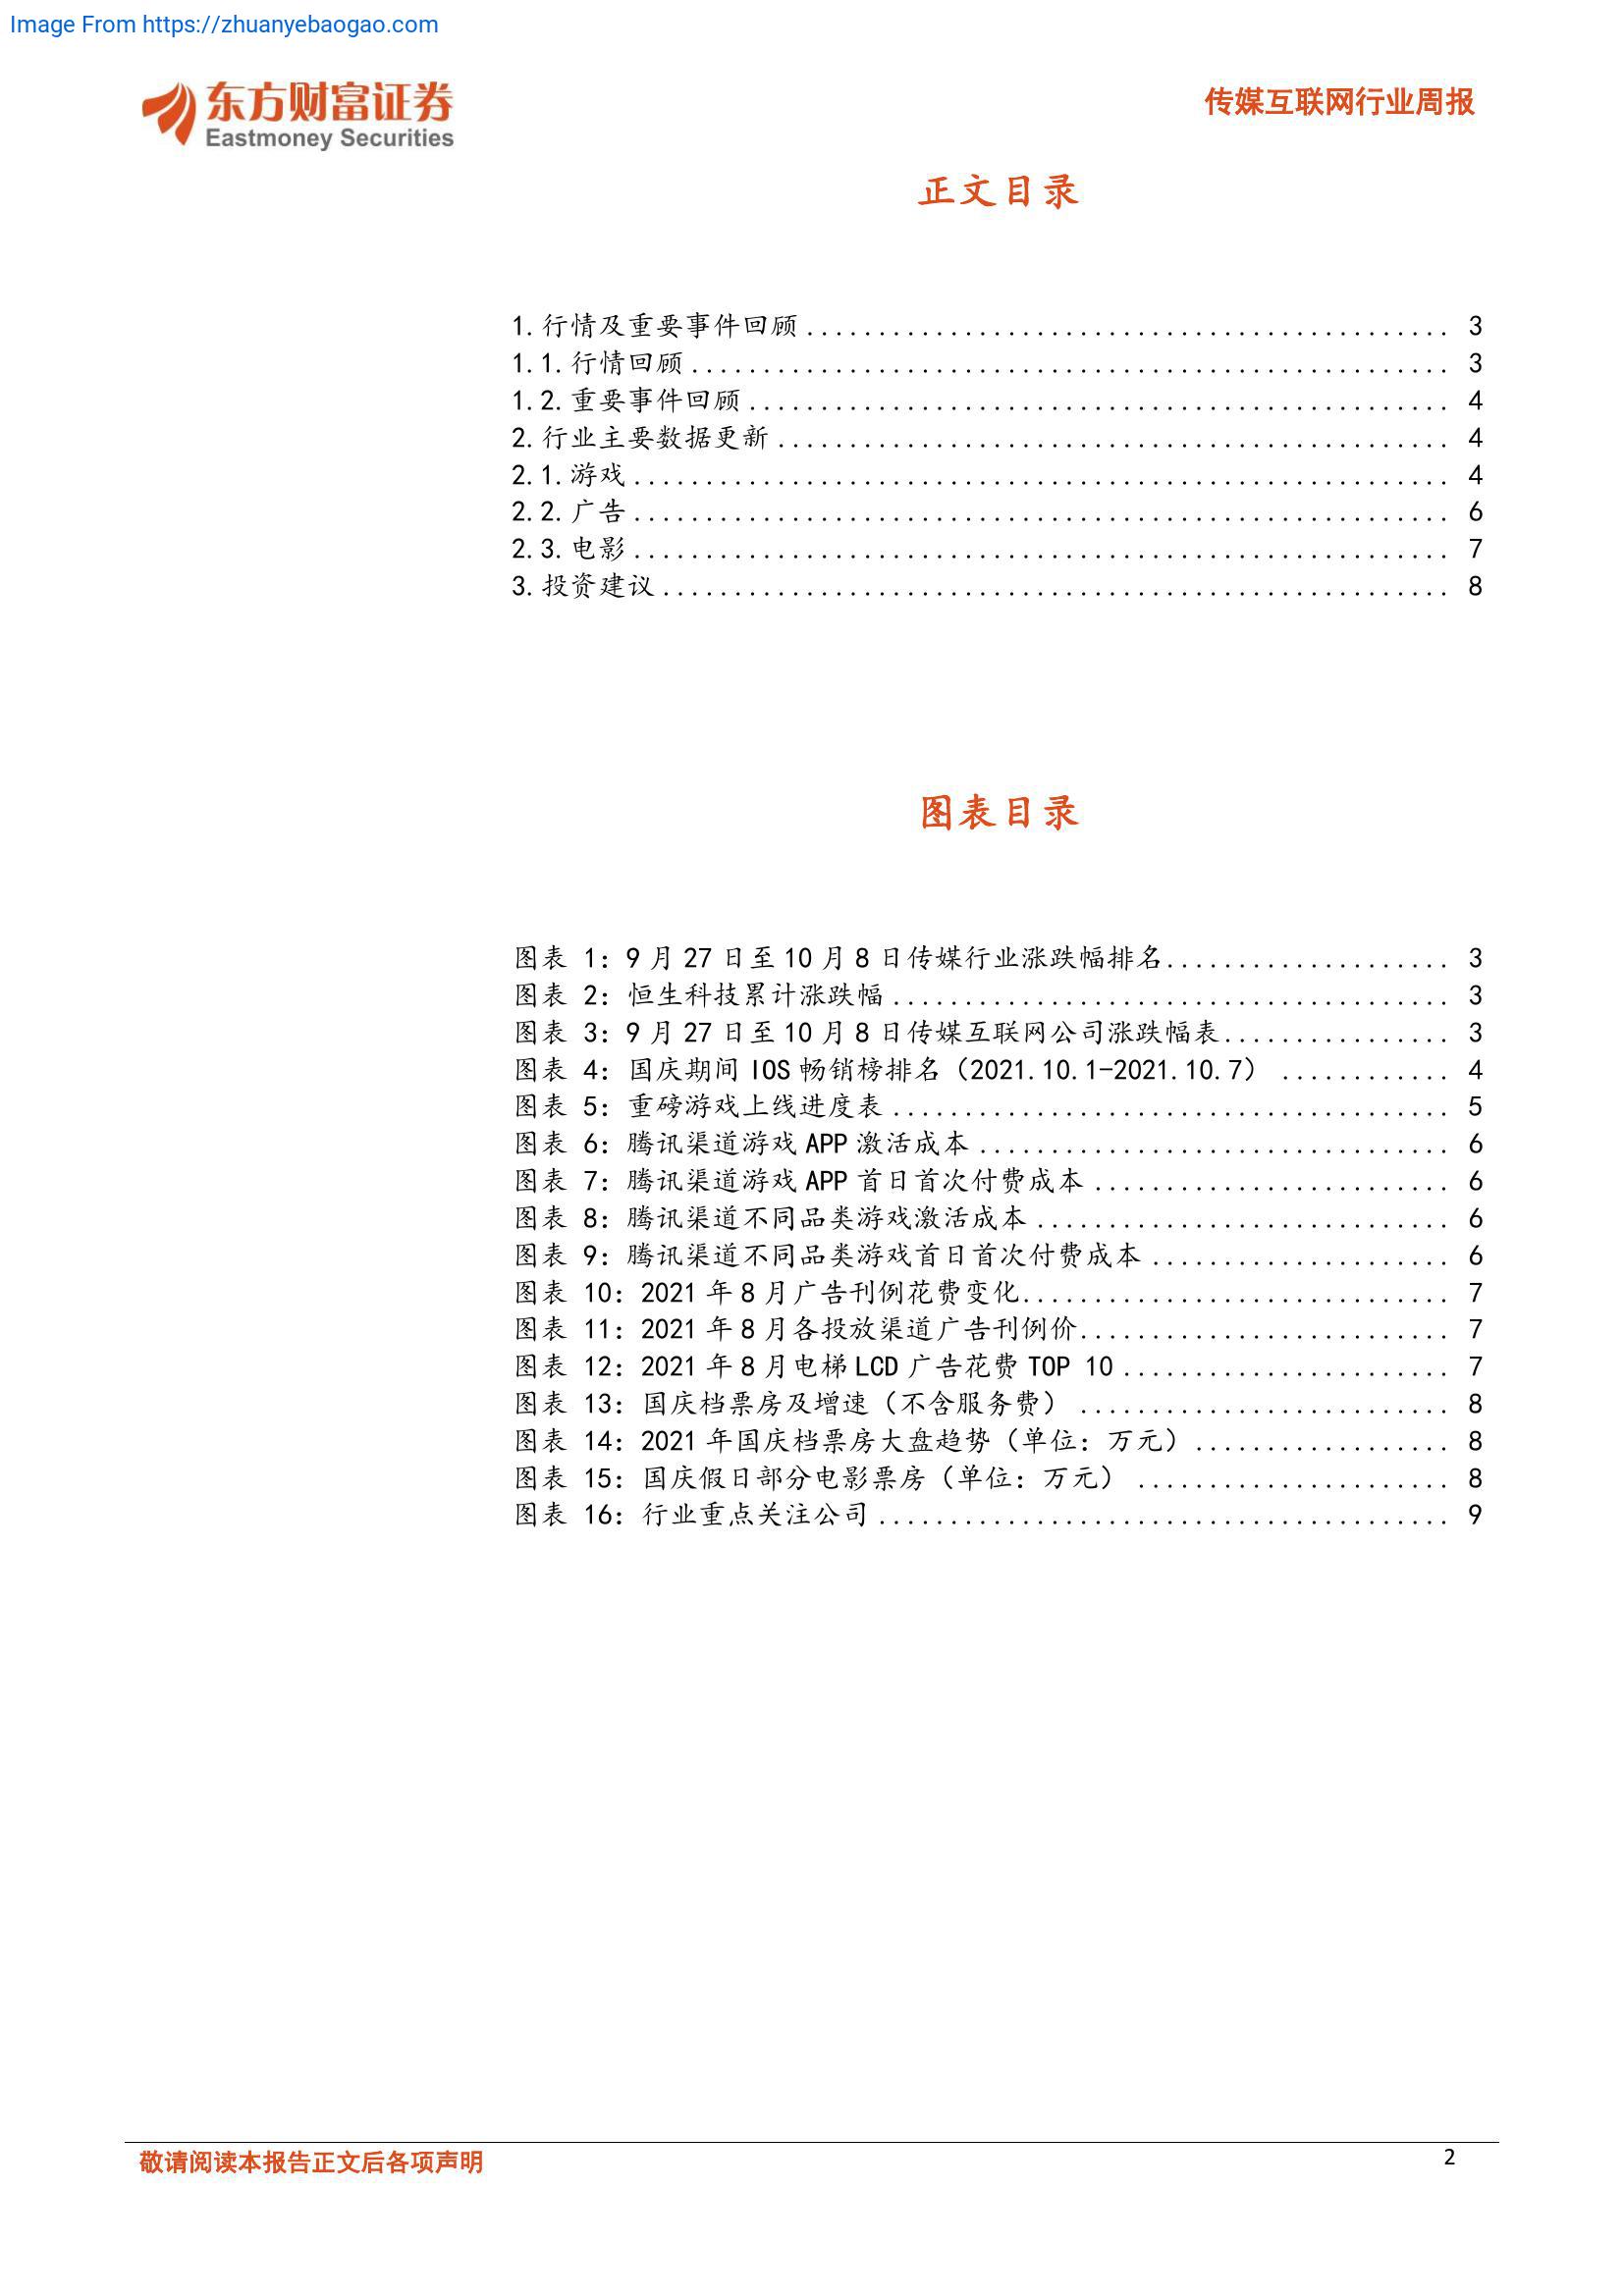 Image From https://zhuanyebaogao.com
东方财富证券
Eastmoney Securities
传媒互联网行业周报
正文目录
1.行情及重要事件回顾............................................. 3
1.1.行情回顾..................................................... 3
1.2.重要事件回顾................................................. 4
2.行业主要数据更新............................................... 4
2.1.游戏......................................................... 4
2.2.广告......................................................... 6
2.3.电影......................................................... 7
3.投资建议....................................................... 8
图表目录
图表 1：9 月 27 日至 10 月 8 日传媒行业涨跌幅排名.................... 3
图表 2：恒生科技累计涨跌幅....................................... 3
图表 3：9 月 27 日至 10 月 8 日传媒互联网公司涨跌幅表................ 3
图表 4：国庆期间 IOS 畅销榜排名（2021.10.1-2021.10.7）............ 4
图表 5：重磅游戏上线进度表....................................... 5
图表 6：腾讯渠道游戏 APP 激活成本................................. 6
图表 7：腾讯渠道游戏 APP 首日首次付费成本......................... 6
图表 8：腾讯渠道不同品类游戏激活成本............................. 6
图表 9：腾讯渠道不同品类游戏首日首次付费成本..................... 6
图表 10：2021 年 8 月广告刊例花费变化.............................. 7
图表 11：2021 年 8 月各投放渠道广告刊例价.......................... 7
图表 12：2021 年 8 月电梯 LCD 广告花费 TOP 10....................... 7
图表 13：国庆档票房及增速（不含服务费）.......................... 8
图表 14：2021 年国庆档票房大盘趋势（单位：万元）.................. 8
图表 15：国庆假日部分电影票房（单位：万元）...................... 8
图表 16：行业重点关注公司........................................ 9
敬请阅读本报告正文后各项声明
2